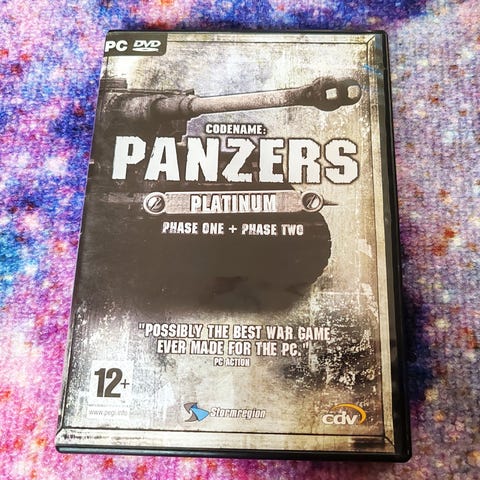 PC DVD
CODENAME:
PANZERS
PLATINUM
PHASE ONE + PHASE TWO
"POSSIBLY THE BEST WAR GAME
EVER MADE FOR THE PC."
PC ACTION
12+
www.pegi.info
Stormregion
cdv